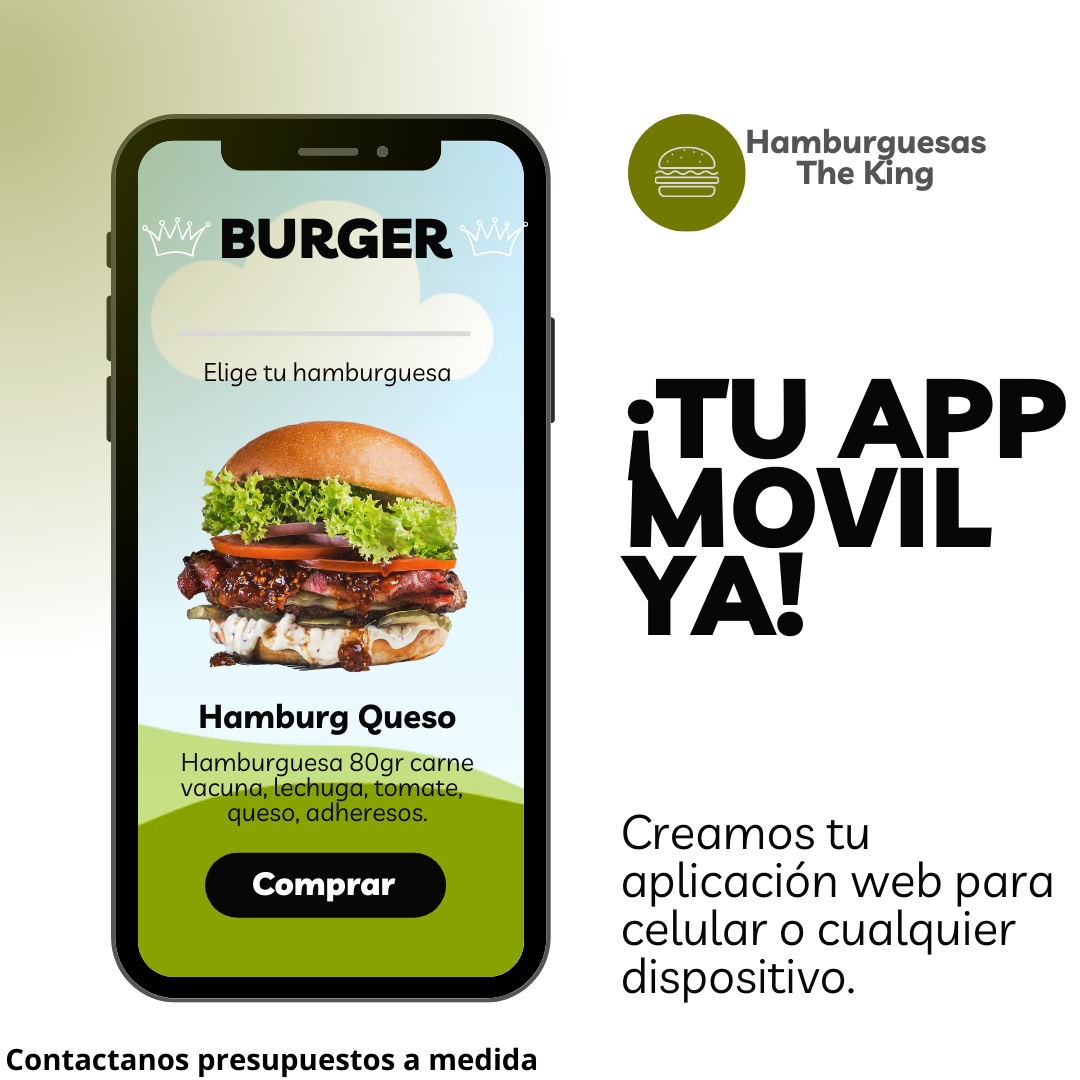 BURGER
Elige tu hamburguesa
Hamburg Queso
Hamburguesa 80gr carne
vacuna, lechuga, tomate,
queso, adheresos.
Comprar
Hamburguesas
The King
¡TU APP
MOVIL
YA!
Creamos tu
aplicación web para
celular o cualquier
dispositivo.
Contactanos presupuestos a medida